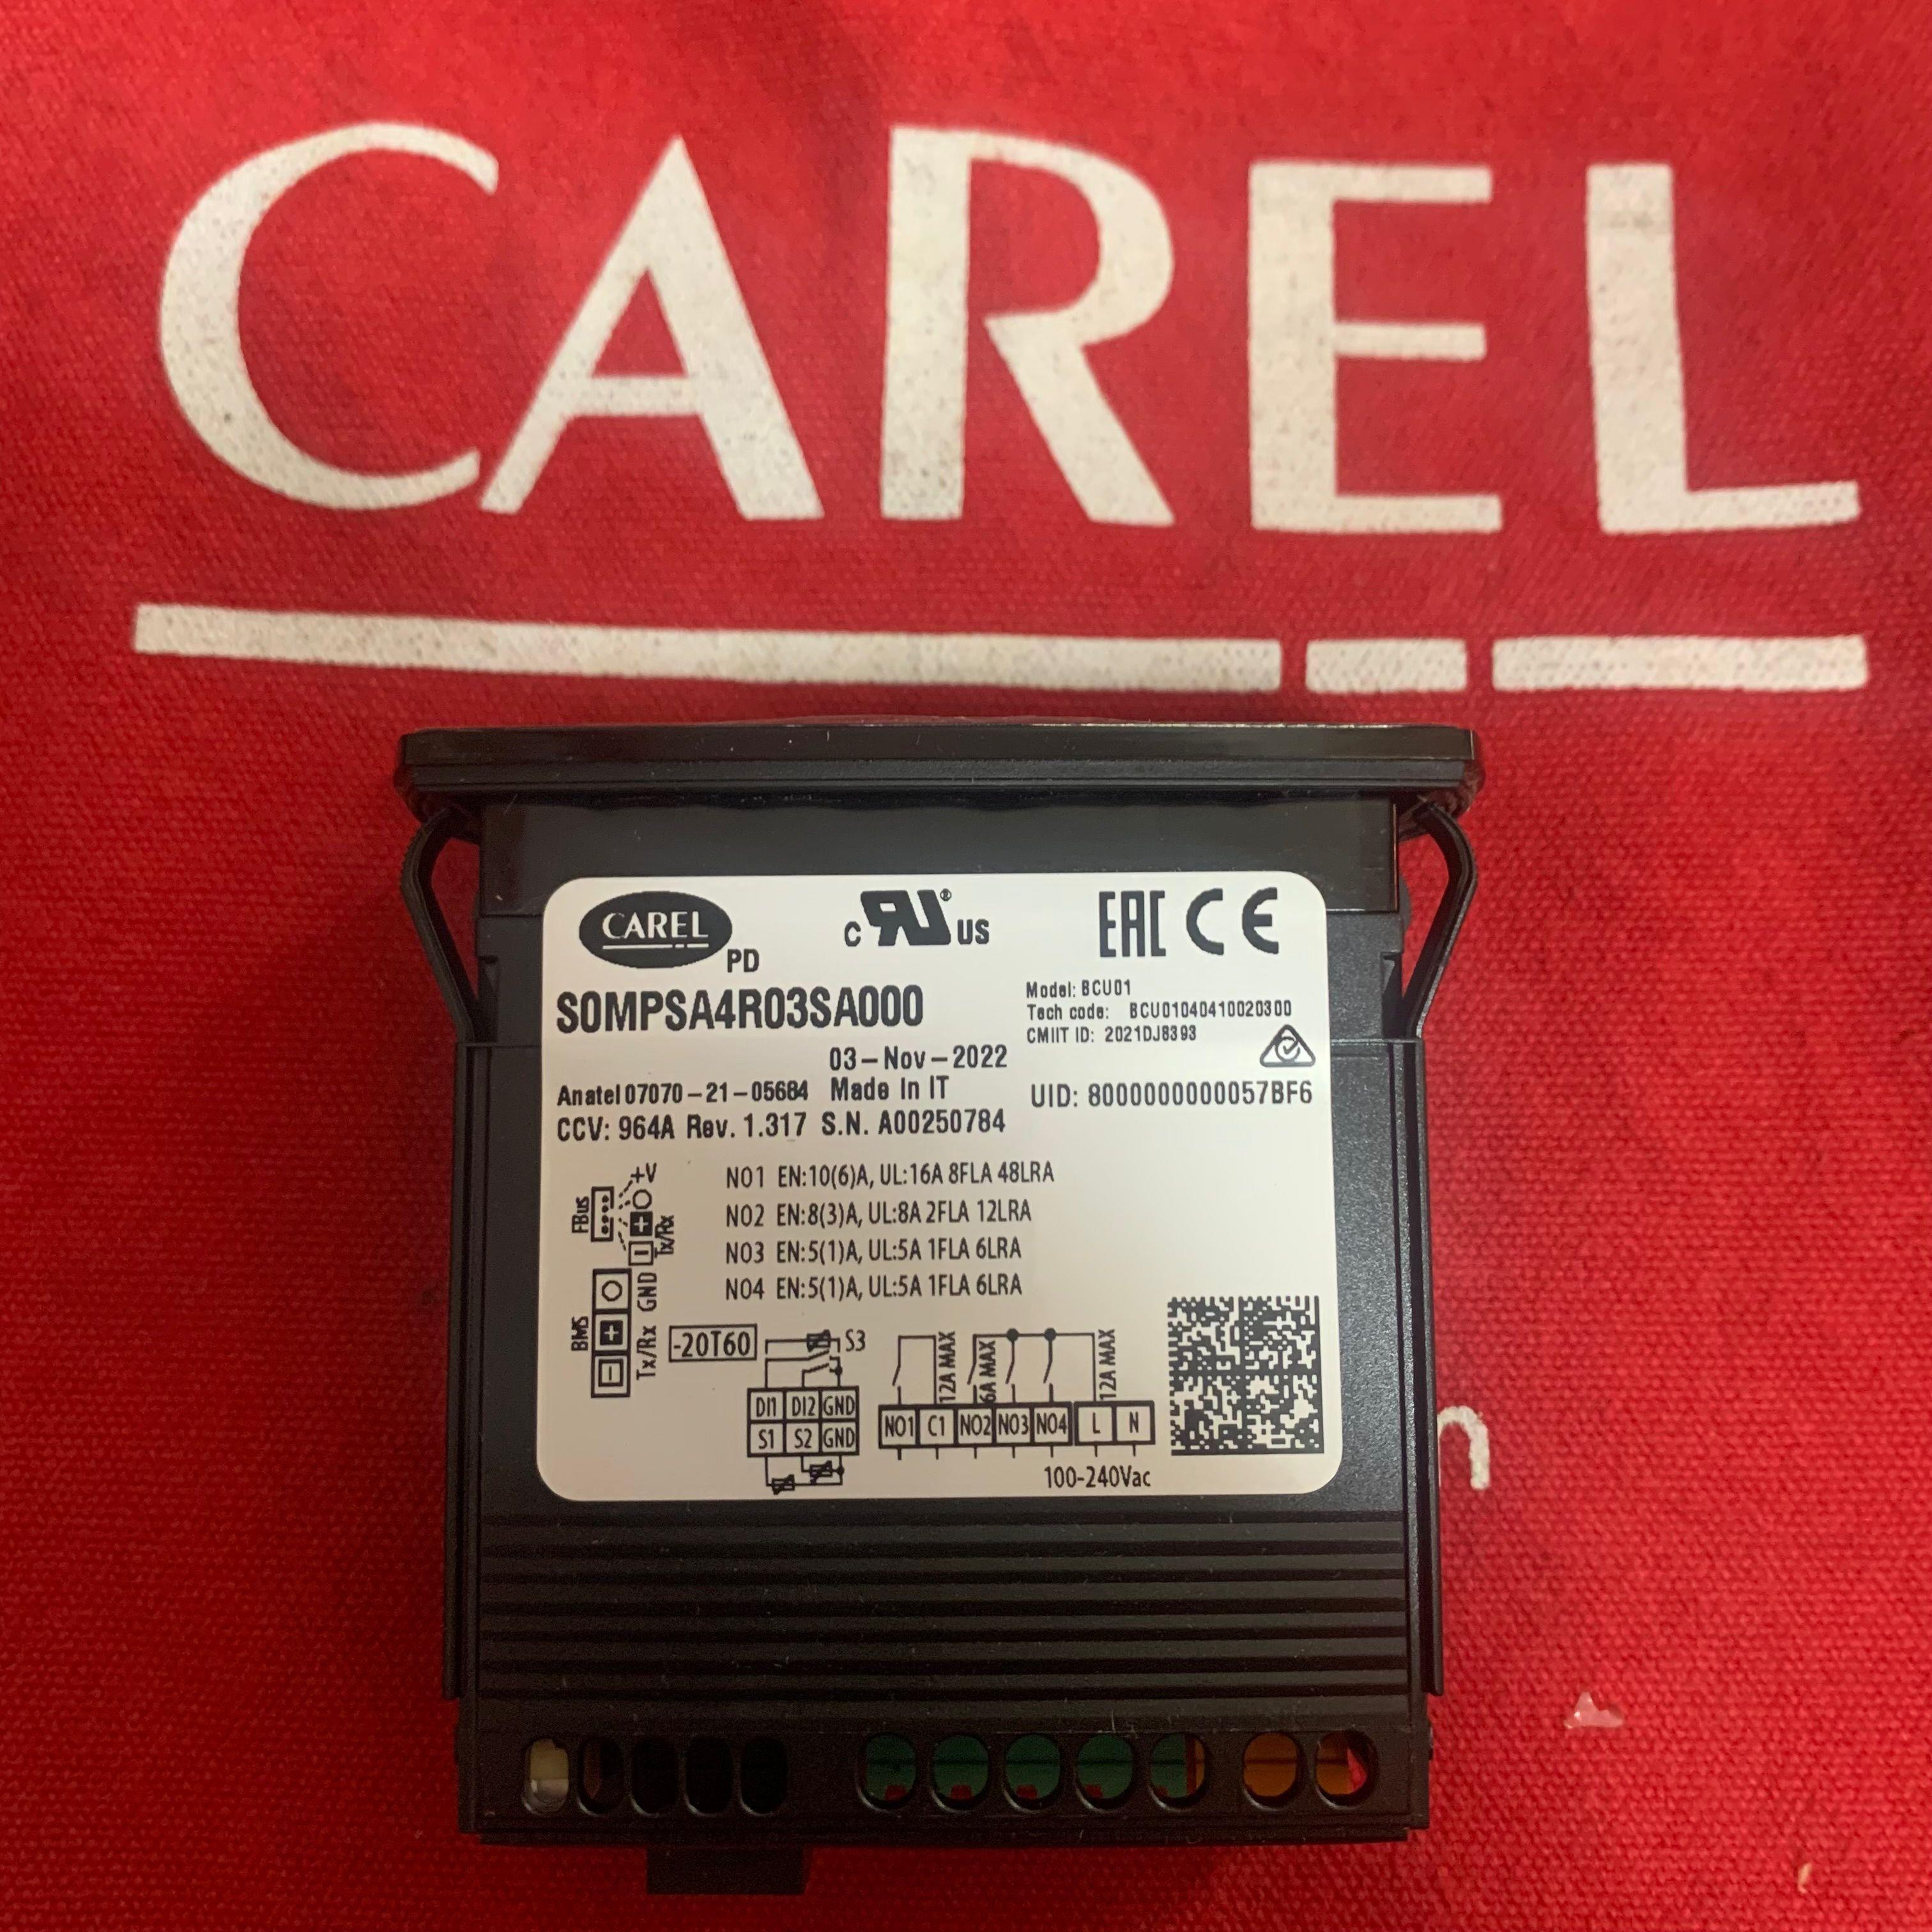 CAREL
CAREL PD
c RU ® US
EAC CE
S0MPSA4R03SA000
Model: BCU01
Tech code: BCU01040410020300
CMIIT ID: 2021DJ8393
03-Nov-2022
Anatel 07070-21-05684 Made In IT
UID: 8000000000057BF6
CCV: 964A Rev. 1.317 S.N. A00250784
NO1 EN:10(6)A, UL:16A 8FLA 48LRA
NO2 EN:8(3)A, UL:8A 2FLA 12LRA
NO3 EN:5(1)A, UL:5A 1FLA 6LRA
NO4 EN:5(1)A, UL:5A 1FLA 6LRA
FBus
+V
+
-
Tx/Rx
BMS
+
-
GND
Tx/Rx
-20T60
S3
DI1 DI2 GND
S1 S2 GND
12A MAX
6A MAX
12A MAX
NO1 C1 NO2 NO3 NO4 L N
100-240Vac